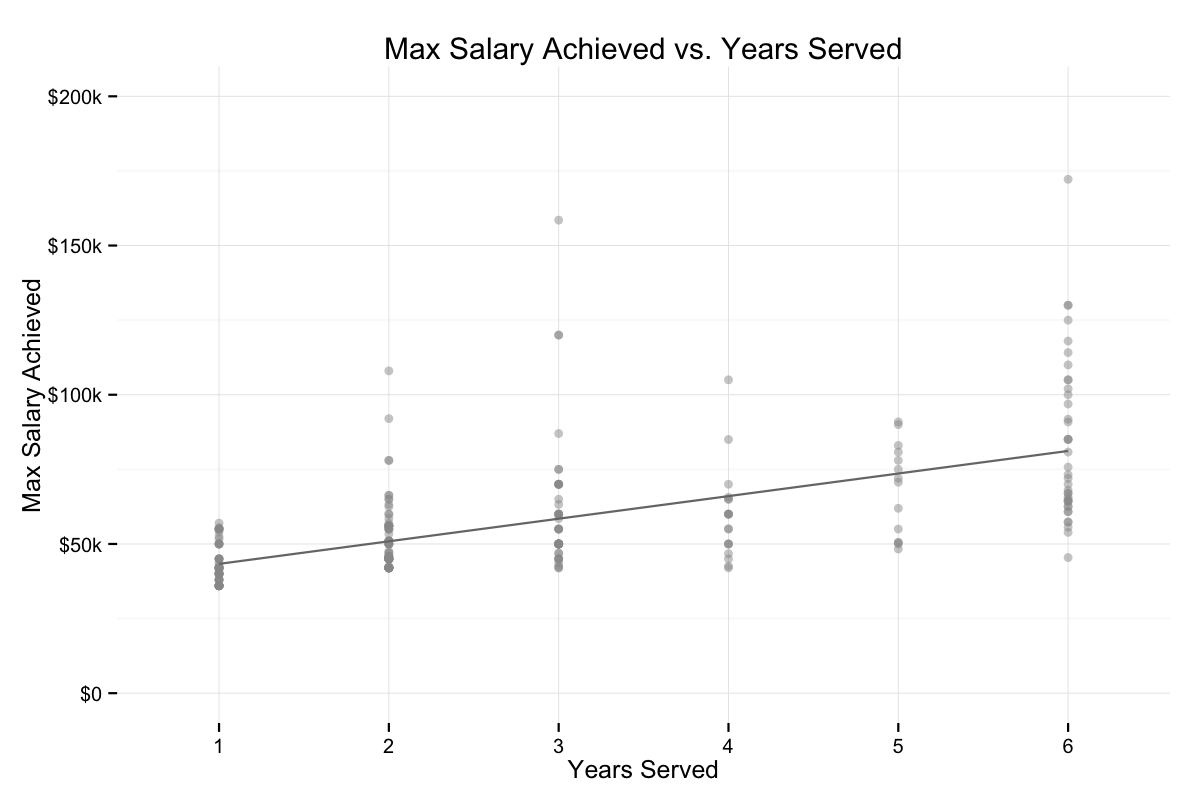 Max Salary Achieved vs. Years Served
Max Salary Achieved
$200k
$150k
$100k
$50k
$0
1 2 3 4 5 6
Years Served